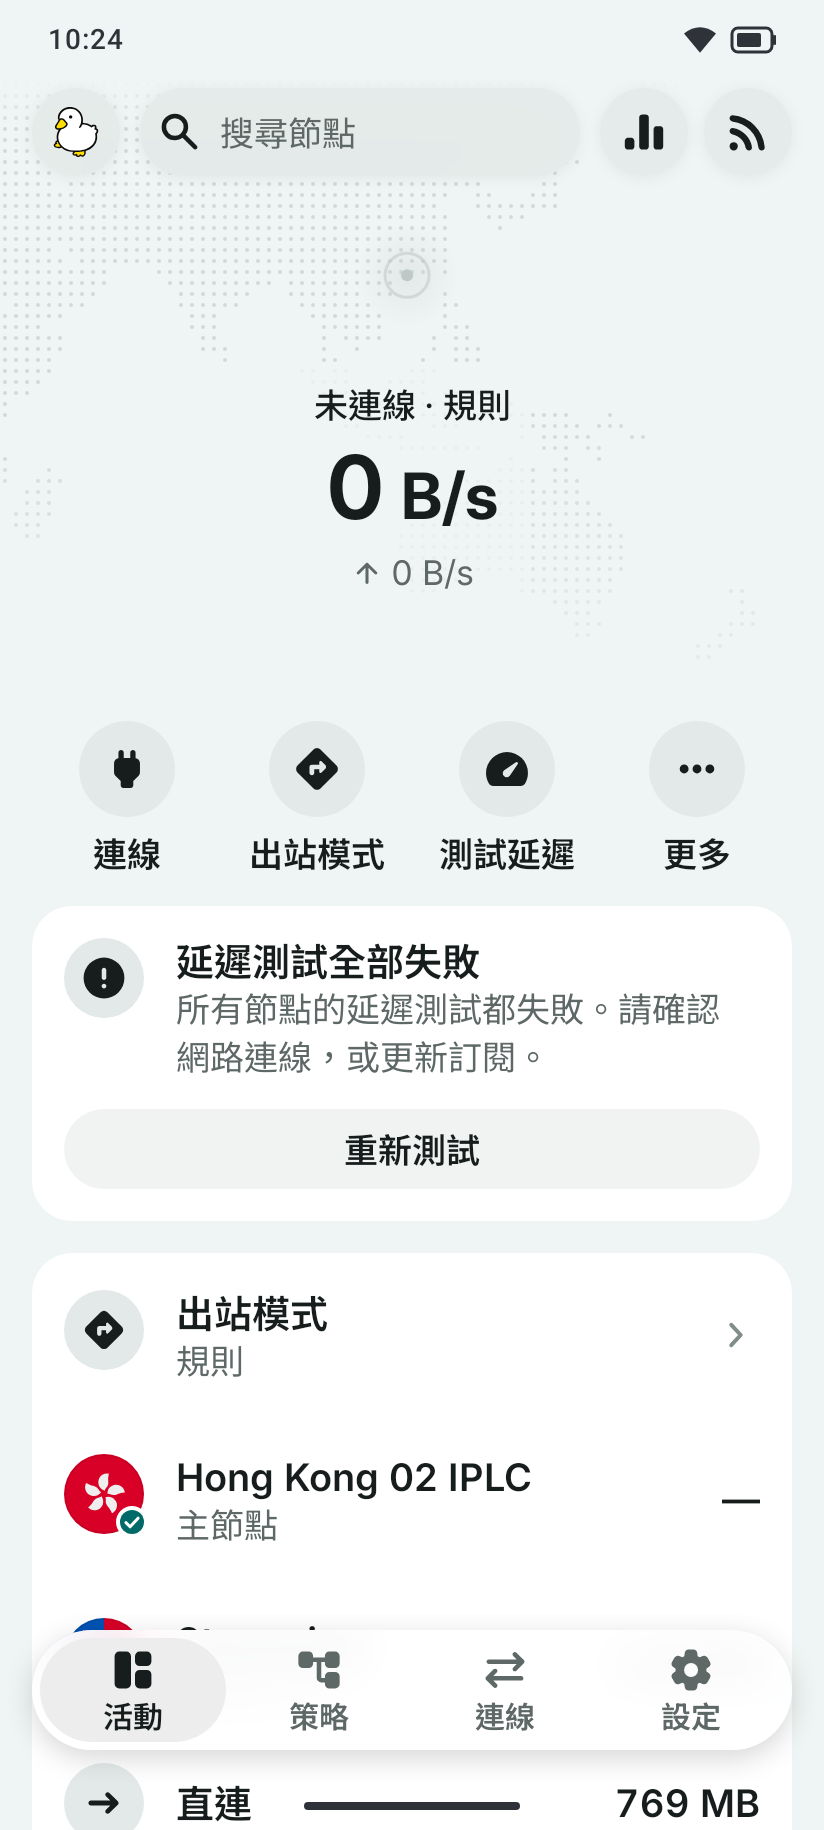 10:24
搜尋節點
未連線 · 規則
0 B/s
↑ 0 B/s
連線
出站模式
測試延遲
更多
延遲測試全部失敗
所有節點的延遲測試都失敗。請確認
網路連線，或更新訂閱。
重新測試
出站模式
規則
Hong Kong 02 IPLC
主節點
—
活動
策略
連線
設定
直連
769 MB